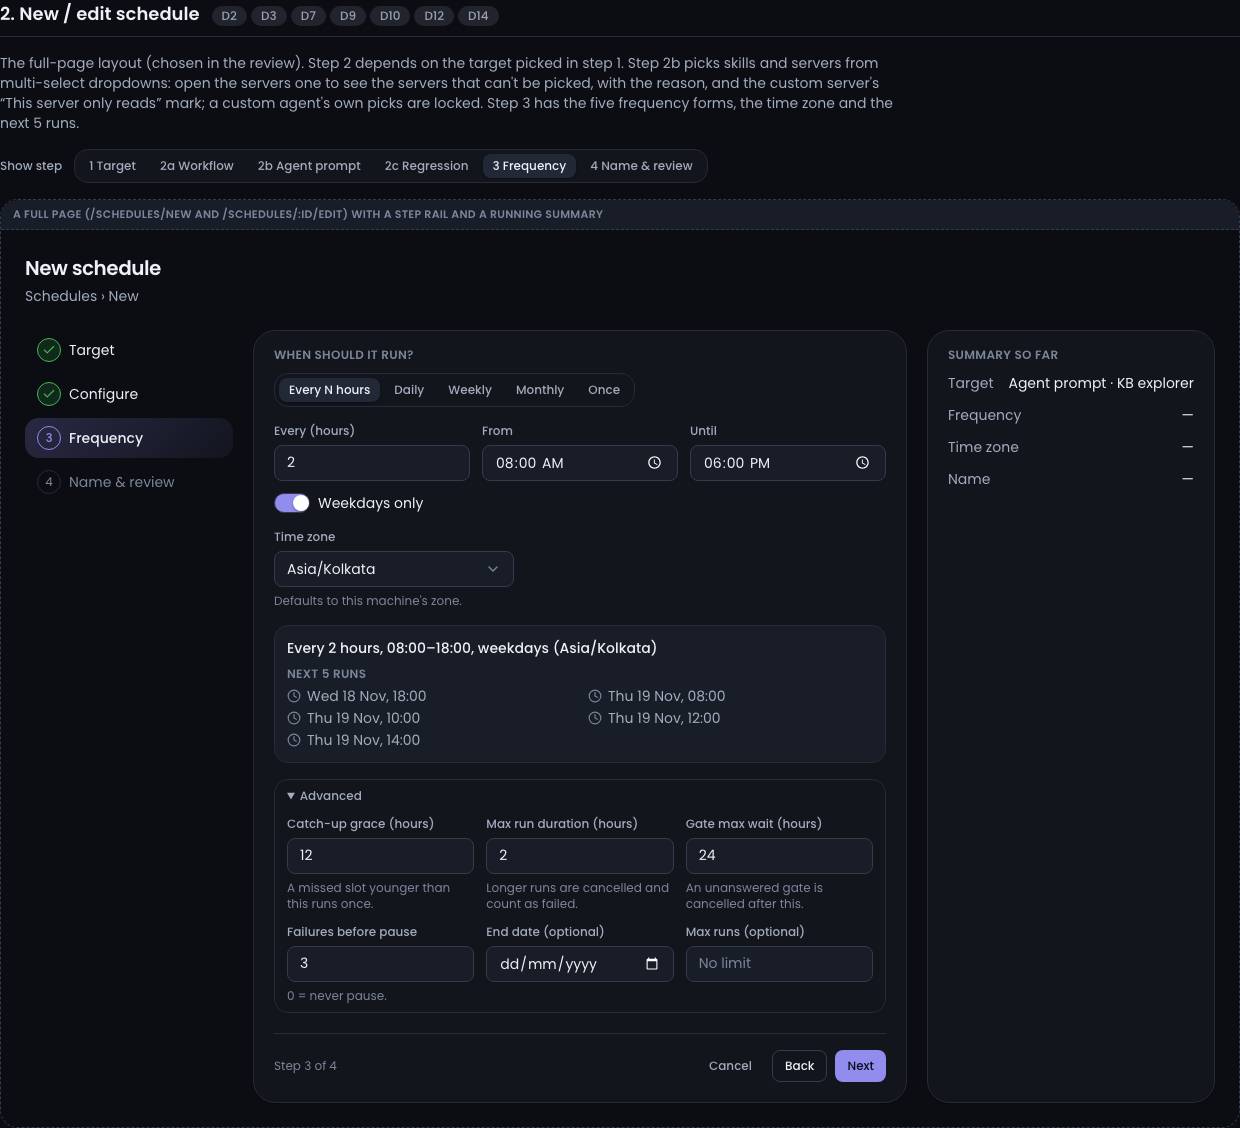 2. New / edit schedule D2 D3 D7 D9 D10 D12 D14
The full-page layout (chosen in the review). Step 2 depends on the target picked in step 1. Step 2b picks skills and servers from
multi-select dropdowns: open the servers one to see the servers that can't be picked, with the reason, and the custom server's
“This server only reads” mark; a custom agent's own picks are locked. Step 3 has the five frequency forms, the time zone and the
next 5 runs.
Show step 1 Target 2a Workflow 2b Agent prompt 2c Regression 3 Frequency 4 Name & review
A FULL PAGE (/SCHEDULES/NEW AND /SCHEDULES/:ID/EDIT) WITH A STEP RAIL AND A RUNNING SUMMARY
New schedule
Schedules › New
Target
Configure
3 Frequency
4 Name & review
WHEN SHOULD IT RUN?
Every N hours Daily Weekly Monthly Once
Every (hours) From Until
2 08:00 AM 06:00 PM
Weekdays only
Time zone
Asia/Kolkata
Defaults to this machine's zone.
Every 2 hours, 08:00–18:00, weekdays (Asia/Kolkata)
NEXT 5 RUNS
Wed 18 Nov, 18:00 Thu 19 Nov, 08:00
Thu 19 Nov, 10:00 Thu 19 Nov, 12:00
Thu 19 Nov, 14:00
▼ Advanced
Catch-up grace (hours) Max run duration (hours) Gate max wait (hours)
12 2 24
A missed slot younger than Longer runs are cancelled and An unanswered gate is
this runs once. count as failed. cancelled after this.
Failures before pause End date (optional) Max runs (optional)
3 dd/mm/yyyy No limit
0 = never pause.
Step 3 of 4 Cancel Back Next
SUMMARY SO FAR
Target Agent prompt · KB explorer
Frequency —
Time zone —
Name —